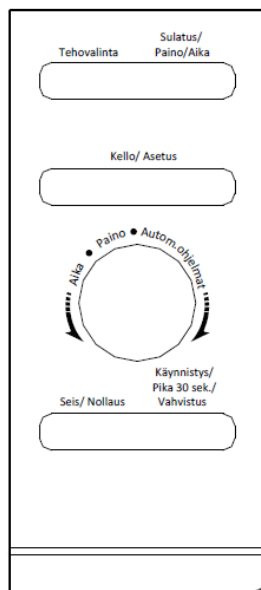 Sulatus/
Tehovalinta Paino/Aika
Kello/ Asetus
Aika ● Paino ● Autom.ohjelmat
Käynnistys/
Pika 30 sek./
Seis/ Nollaus Vahvistus